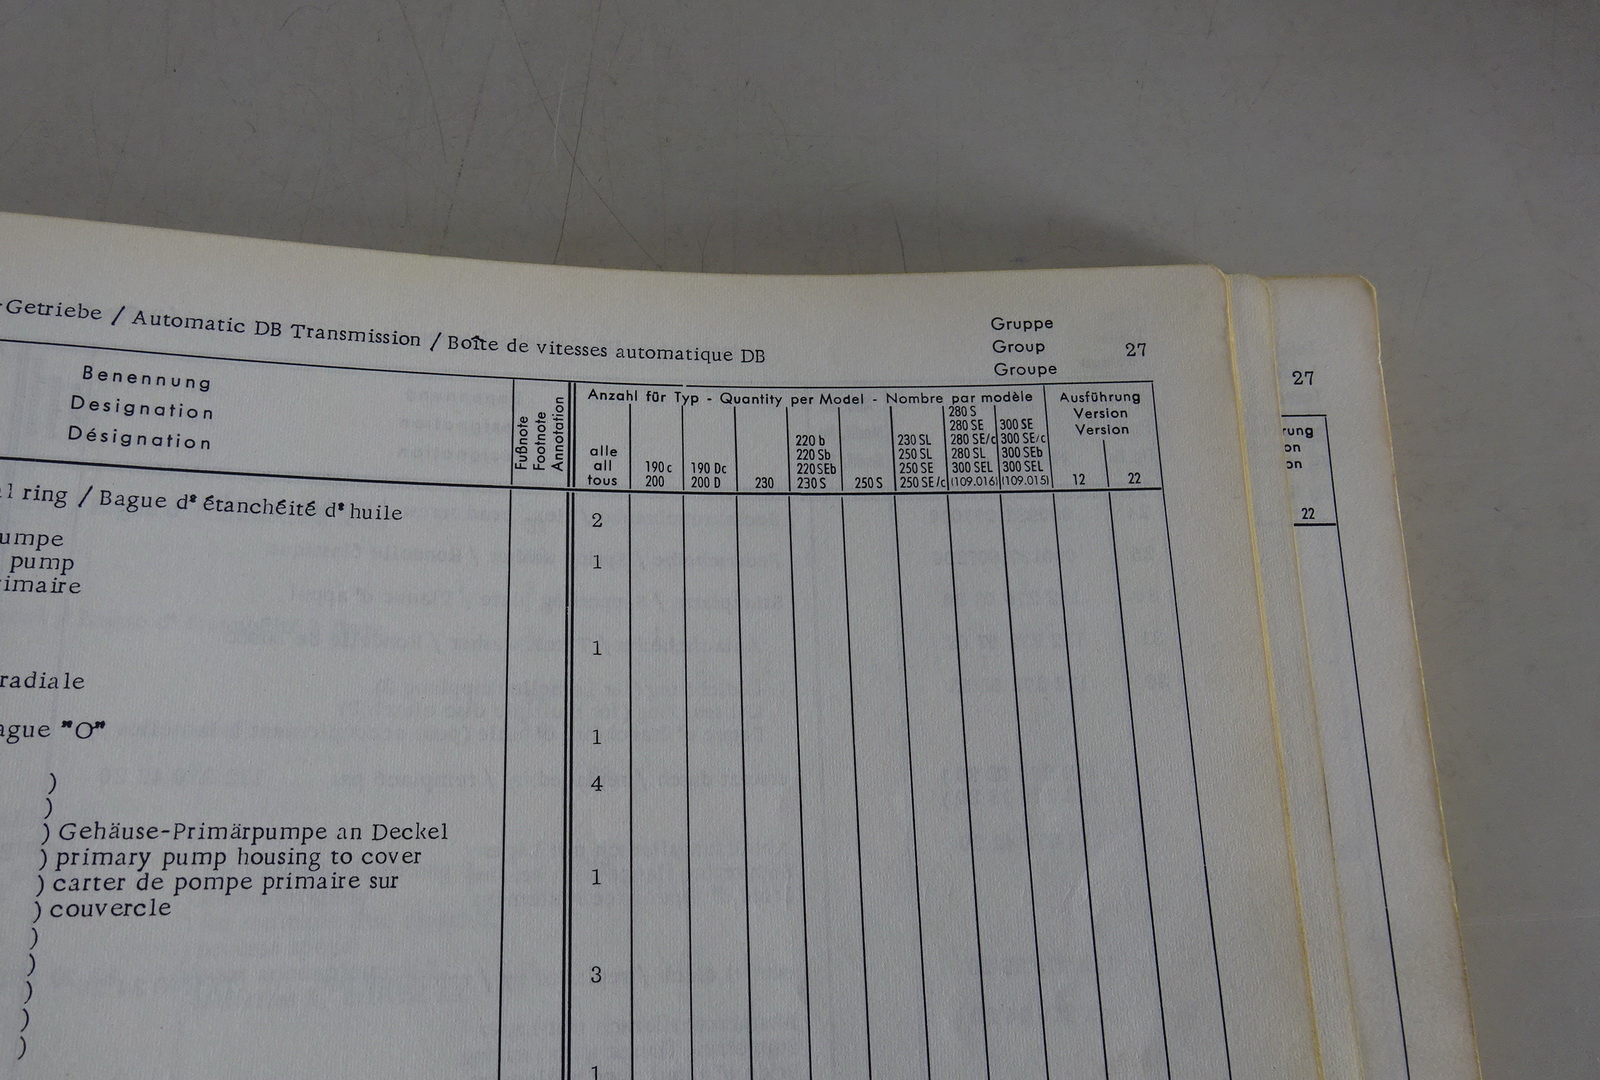 -Getriebe / Automatic DB Transmission / Boîte de vitesses automatique DB
Gruppe
Group
Groupe
27
Benennung
Designation
Désignation
Fußnote
Footnote
Annotation
Anzahl für Typ - Quantity per Model - Nombre par modèle
alle
all
tous
190 c
200
190 Dc
200 D
230
220 b
220 Sb
220 SEb
230 S
250 S
230 SL
250 SL
250 SE
250 SE/c
280 S
280 SE
280 SE/c
280 SL
300 SEL
(109.016)
300 SE
300 SE/c
300 SEb
300 SEL
(109.015)
Ausführung
Version
Version
12
22
l ring / Bague d' étanchéité d' huile
2
umpe
pump
imaire
1
1
radiale
ague "O"
1
)
4
)
) Gehäuse-Primärpumpe an Deckel
) primary pump housing to cover
) carter de pompe primaire sur
1
) couvercle
)
)
3
)
)
)
1
27
rung
on
on
22